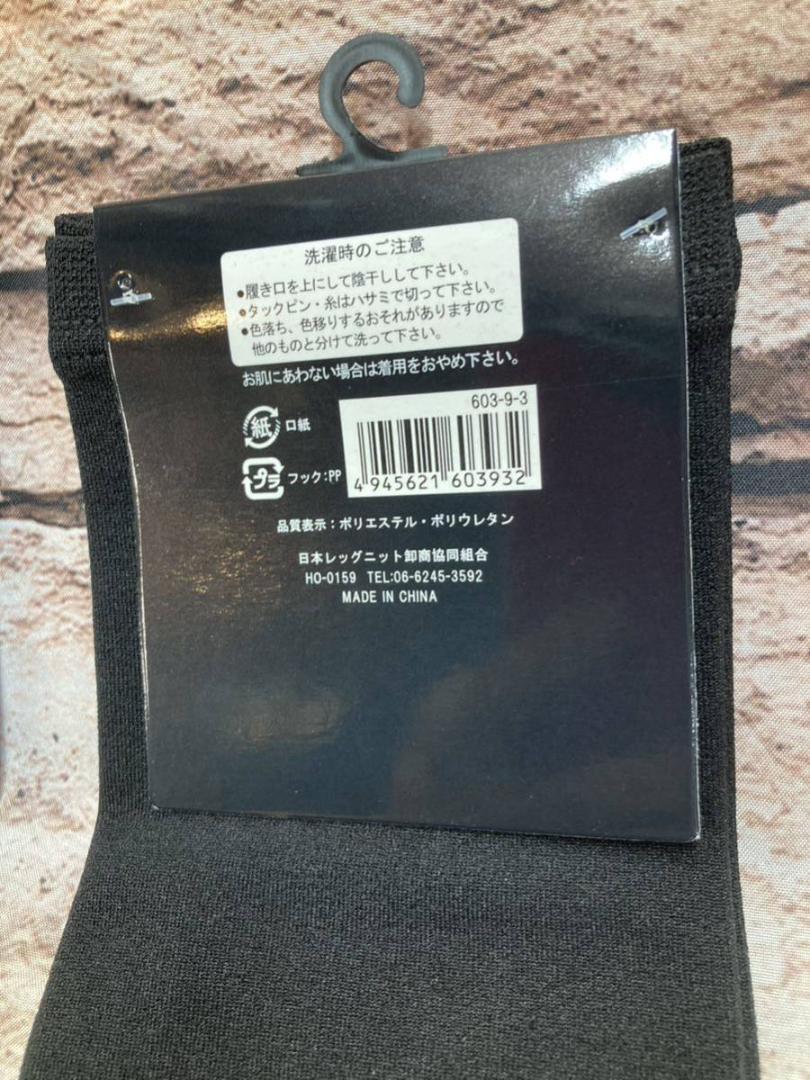 洗濯時のご注意
●履き口を上にして陰干しして下さい。
●タックピン・糸はハサミで切って下さい。
●色落ち、色移りするおそれがありますので
他のものと分けて洗って下さい。
お肌にあわない場合は着用をおやめ下さい。
紙 口紙
603-9-3
プラ フック:PP
4 945621 603932
品質表示：ポリエステル・ポリウレタン
日本レッグニット卸商協同組合
HO-0159 TEL:06-6245-3592
MADE IN CHINA